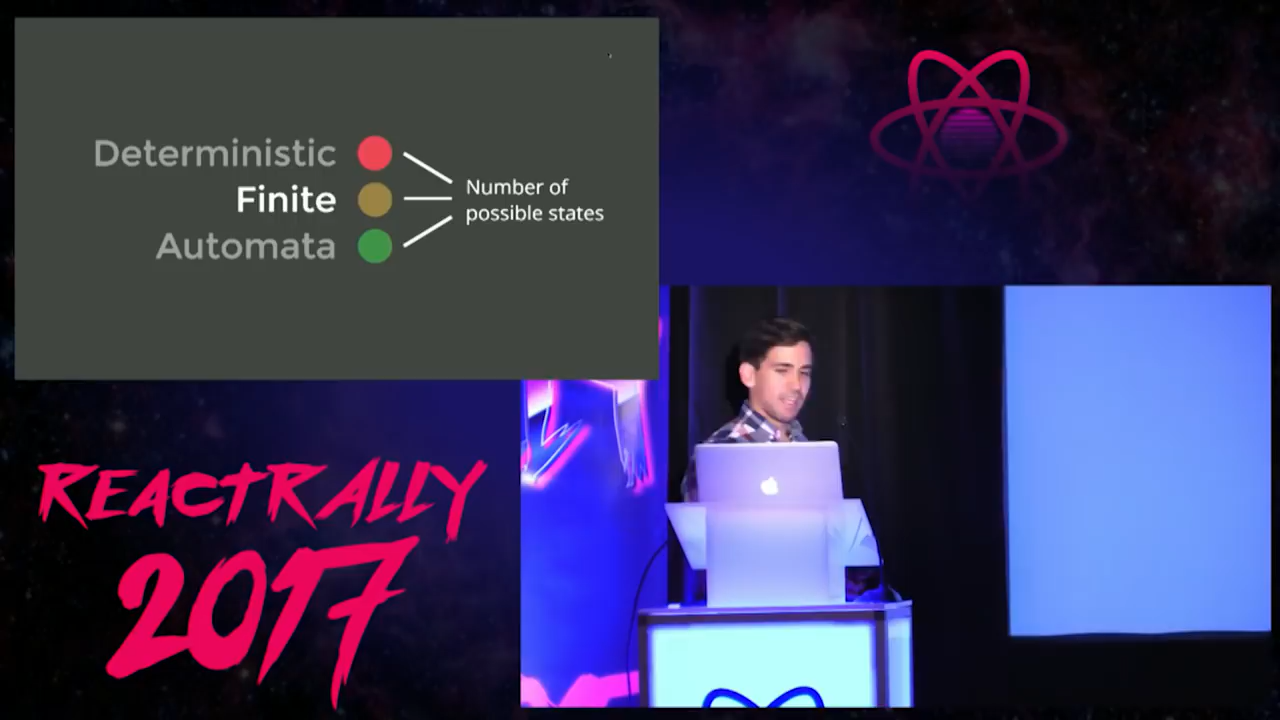 Deterministic
Finite
Automata
Number of
possible states
REACTRALLY
2017